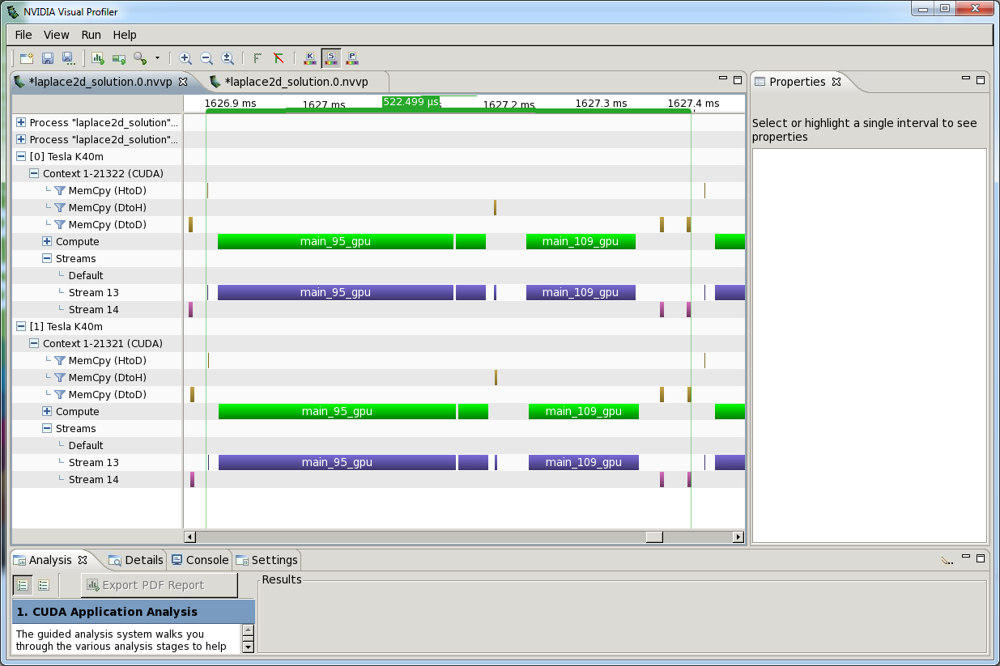 NVIDIA Visual Profiler
File View Run Help
*laplace2d_solution.0.nvvp
*laplace2d_solution.0.nvvp
Properties
1626.9 ms 1627 ms 522.499 µs 1627.2 ms 1627.3 ms 1627.4 ms
Select or highlight a single interval to see
properties
Process "laplace2d_solution"...
Process "laplace2d_solution"...
[0] Tesla K40m
Context 1-21322 (CUDA)
MemCpy (HtoD)
MemCpy (DtoH)
MemCpy (DtoD)
Compute main_95_gpu main_109_gpu
Streams
Default
Stream 13 main_95_gpu main_109_gpu
Stream 14
[1] Tesla K40m
Context 1-21321 (CUDA)
MemCpy (HtoD)
MemCpy (DtoH)
MemCpy (DtoD)
Compute main_95_gpu main_109_gpu
Streams
Default
Stream 13 main_95_gpu main_109_gpu
Stream 14
Analysis Details Console Settings
Export PDF Report
Results
1. CUDA Application Analysis
The guided analysis system walks you
through the various analysis stages to help